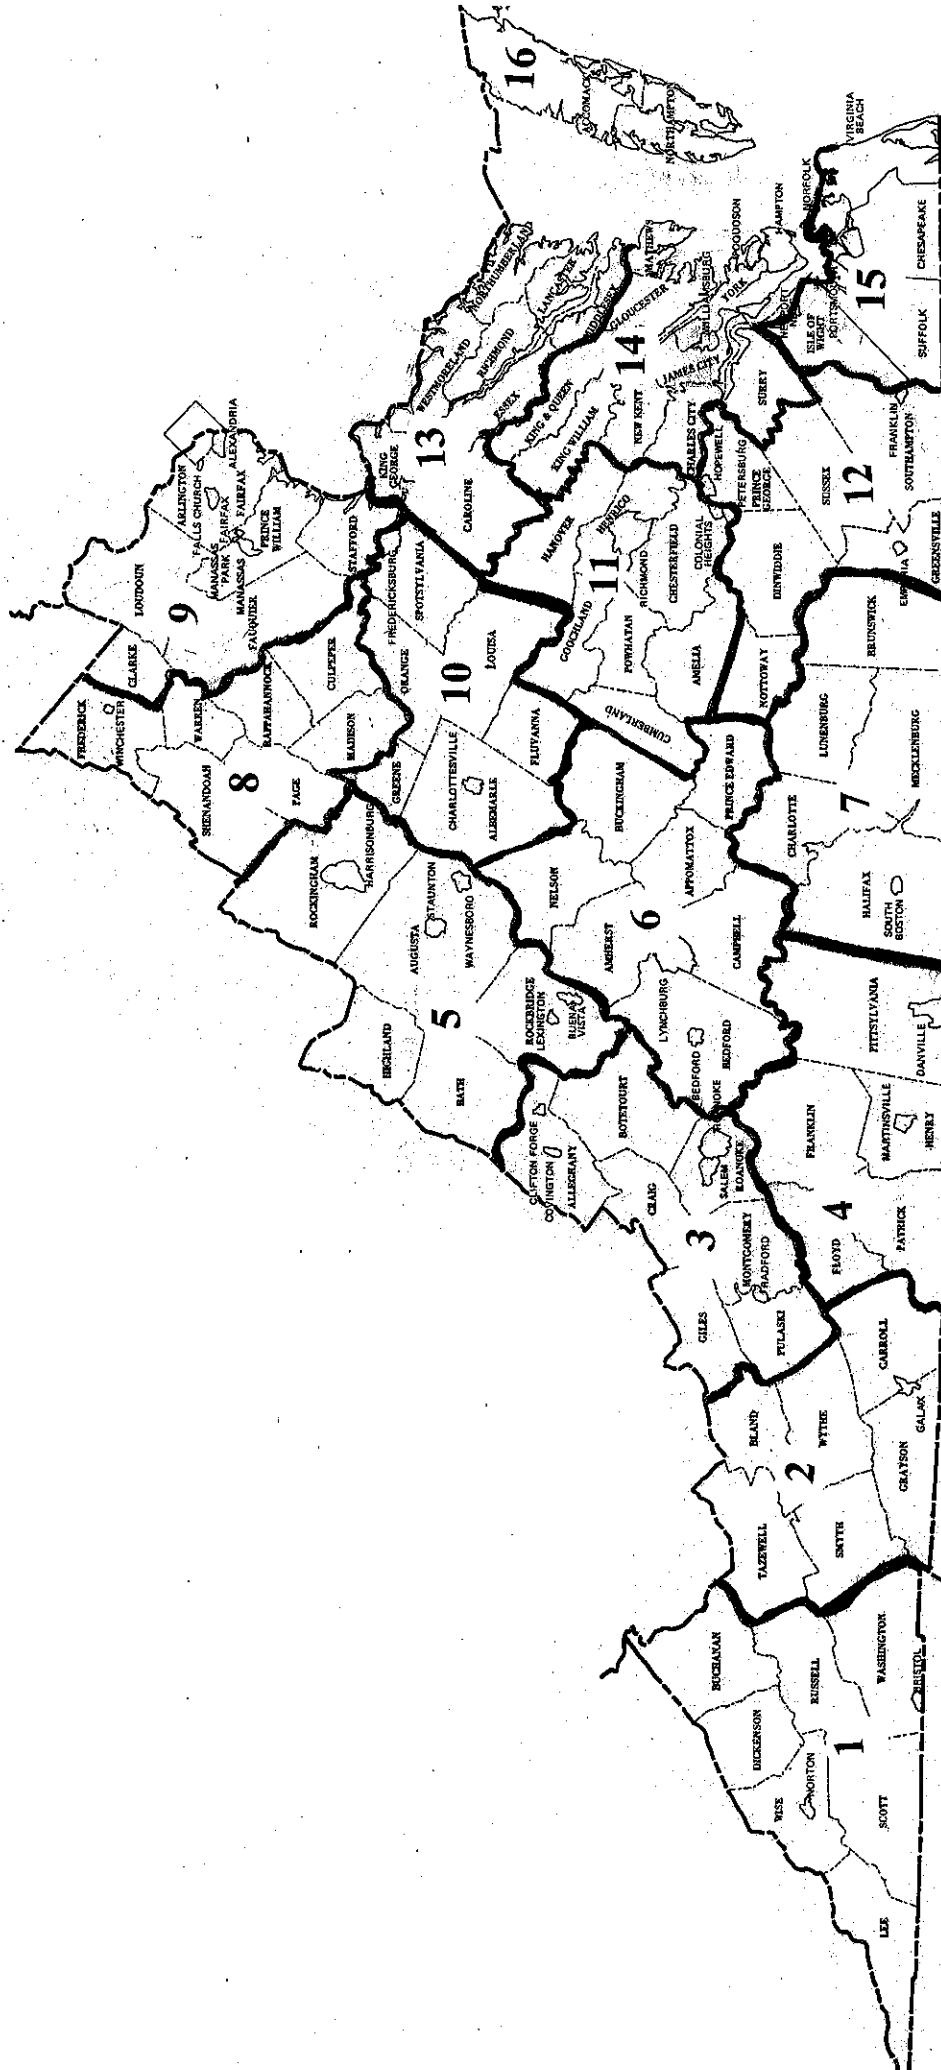 FREDERICK
WINCHESTER
CLARKE
LOUDOUN
9
ARLINGTON
FALLS CHURCH
ALEXANDRIA
FAIRFAX
FAIRFAX
MANASSAS
PARK
MANASSAS
PRINCE
WILLIAM
FAUQUIER
WARREN
SHENANDOAH
8
PAGE
RAPPAHANNOCK
CULPEPER
MADISON
STAFFORD
16
ACCOMACK
NORTHAMPTON
ROCKINGHAM
HARRISONBURG
GREENE
ORANGE
FREDERICKSBURG
SPOTSYLVANIA
KING
GEORGE
13
WESTMORELAND
NORTHUMBERLAND
RICHMOND
LANCASTER
ESSEX
MIDDLESEX
CAROLINE
HIGHLAND
AUGUSTA
STAUNTON
WAYNESBORO
5
BATH
ROCKBRIDGE
LEXINGTON
BUENA
VISTA
CHARLOTTESVILLE
ALBEMARLE
10
LOUISA
FLUVANNA
KING & QUEEN
KING WILLIAM
14
MATHEWS
GLOUCESTER
NEW KENT
JAMES CITY
WILLIAMSBURG
YORK
POQUOSON
HAMPTON
CHARLES CITY
HANOVER
HENRICO
11
GOOCHLAND
RICHMOND
POWHATAN
CHESTERFIELD
COLONIAL
HEIGHTS
HOPEWELL
AMELIA
CUMBERLAND
CLIFTON FORGE
COVINGTON
ALLEGHANY
BOTETOURT
CRAIG
3
SALEM
ROANOKE
MONTGOMERY
RADFORD
GILES
PULASKI
NELSON
BUCKINGHAM
AMHERST
6
APPOMATTOX
LYNCHBURG
BEDFORD
BEDFORD
CAMPBELL
PRINCE EDWARD
NOTTOWAY
DINWIDDIE
PETERSBURG
PRINCE
GEORGE
SURRY
SUSSEX
12
ISLE OF
WIGHT
PORTSMOUTH
NORFOLK
VIRGINIA
BEACH
15
SUFFOLK
CHESAPEAKE
FRANKLIN
SOUTHAMPTON
GREENSVILLE
BRUNSWICK
LUNENBURG
MECKLENBURG
7
CHARLOTTE
HALIFAX
SOUTH
BOSTON
PITTSYLVANIA
DANVILLE
FRANKLIN
MARTINSVILLE
HENRY
4
FLOYD
PATRICK
BLAND
WYTHE
2
CARROLL
GALAX
GRAYSON
TAZEWELL
SMYTH
BUCHANAN
RUSSELL
WASHINGTON
BRISTOL
DICKENSON
WISE
NORTON
1
SCOTT
LEE